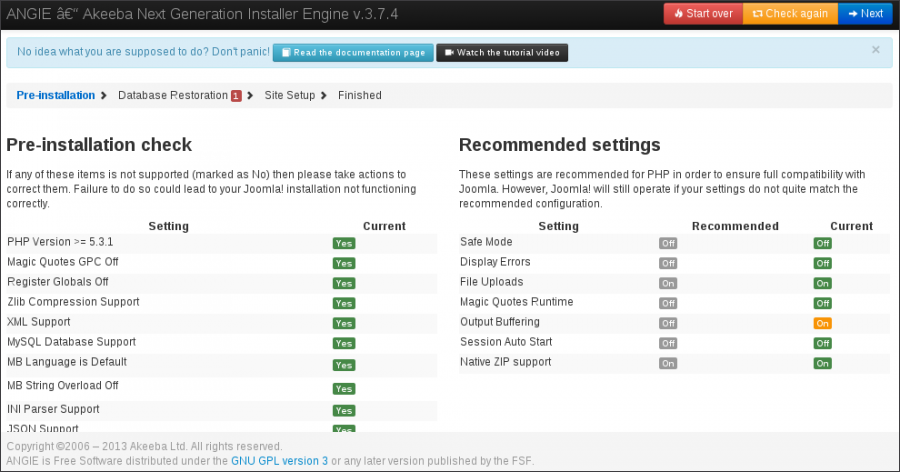 ANGIE â€“ Akeeba Next Generation Installer Engine v.3.7.4
Start over Check again Next
No idea what you are supposed to do? Don't panic! Read the documentation page Watch the tutorial video ×
Pre-installation Database Restoration 1 Site Setup Finished
Pre-installation check
If any of these items is not supported (marked as No) then please take actions to
correct them. Failure to do so could lead to your Joomla! installation not functioning
correctly.
Setting Current
PHP Version >= 5.3.1 Yes
Magic Quotes GPC Off Yes
Register Globals Off Yes
Zlib Compression Support Yes
XML Support Yes
MySQL Database Support Yes
MB Language is Default Yes
MB String Overload Off Yes
INI Parser Support Yes
JSON Support Yes
Recommended settings
These settings are recommended for PHP in order to ensure full compatibility with
Joomla. However, Joomla! will still operate if your settings do not quite match the
recommended configuration.
Setting Recommended Current
Safe Mode Off Off
Display Errors Off Off
File Uploads On On
Magic Quotes Runtime Off Off
Output Buffering Off On
Session Auto Start Off Off
Native ZIP support On On
Copyright ©2006 – 2013 Akeeba Ltd. All rights reserved.
ANGIE is Free Software distributed under the GNU GPL version 3 or any later version published by the FSF.